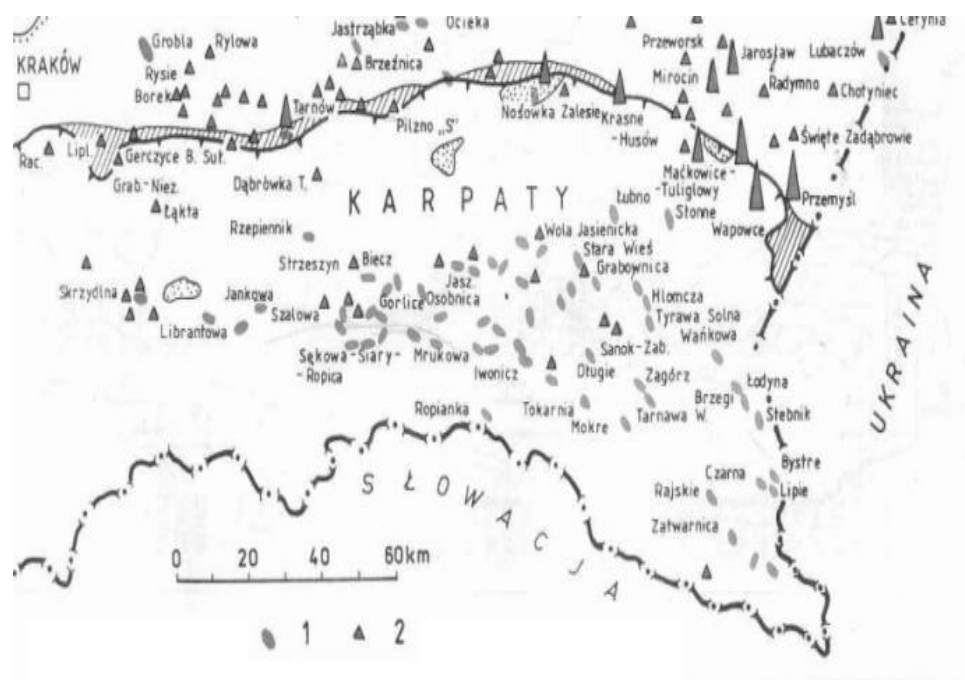 Cetynia
Ocieka
Jastrząbka
Grobla
Rylowa
Przeworsk
Jarosław
Lubaczów
KRAKÓW
Rysie
Brzeźnica
Mirocin
Radymno
Chotyniec
Borek
Tarnów
Nosówka
Zalesie
Krasne-
-Husów
Pilzno „S"
Święte Zadąbrowie
Rac.
Lipl.
Gerczyce B. Suf.
Maćkowice-
-Tuligłowy
Grab.-Niez.
Dąbrówka T.
Przemyśl
Łąkta
KARPATY
Łubno
Słonne
Wapowce
Rzepiennik
Wola Jasienicka
Stara Wieś
Strzeszyn
Biecz
Grabownica
Skrzydlna
Jankowa
Jasz.
Osobnica
Gorlice
Hłomcza
Szalowa
Tyrawa Solna
Librantowa
Wańkowa
Sękowa-Siary-
-Ropica
Mrukowa
Sanok-Zab.
Iwonicz
Długie
Zagórz
Łodyna
UKRAINA
Brzegi
W.
Ropianka
Tokarnia
Tarnawa W.
Stebnik
Mokre
SŁOWACJA
Bystre
Czarna
Rajskie
Lipie
Zatwarnica
0 20 40 60km
1 2